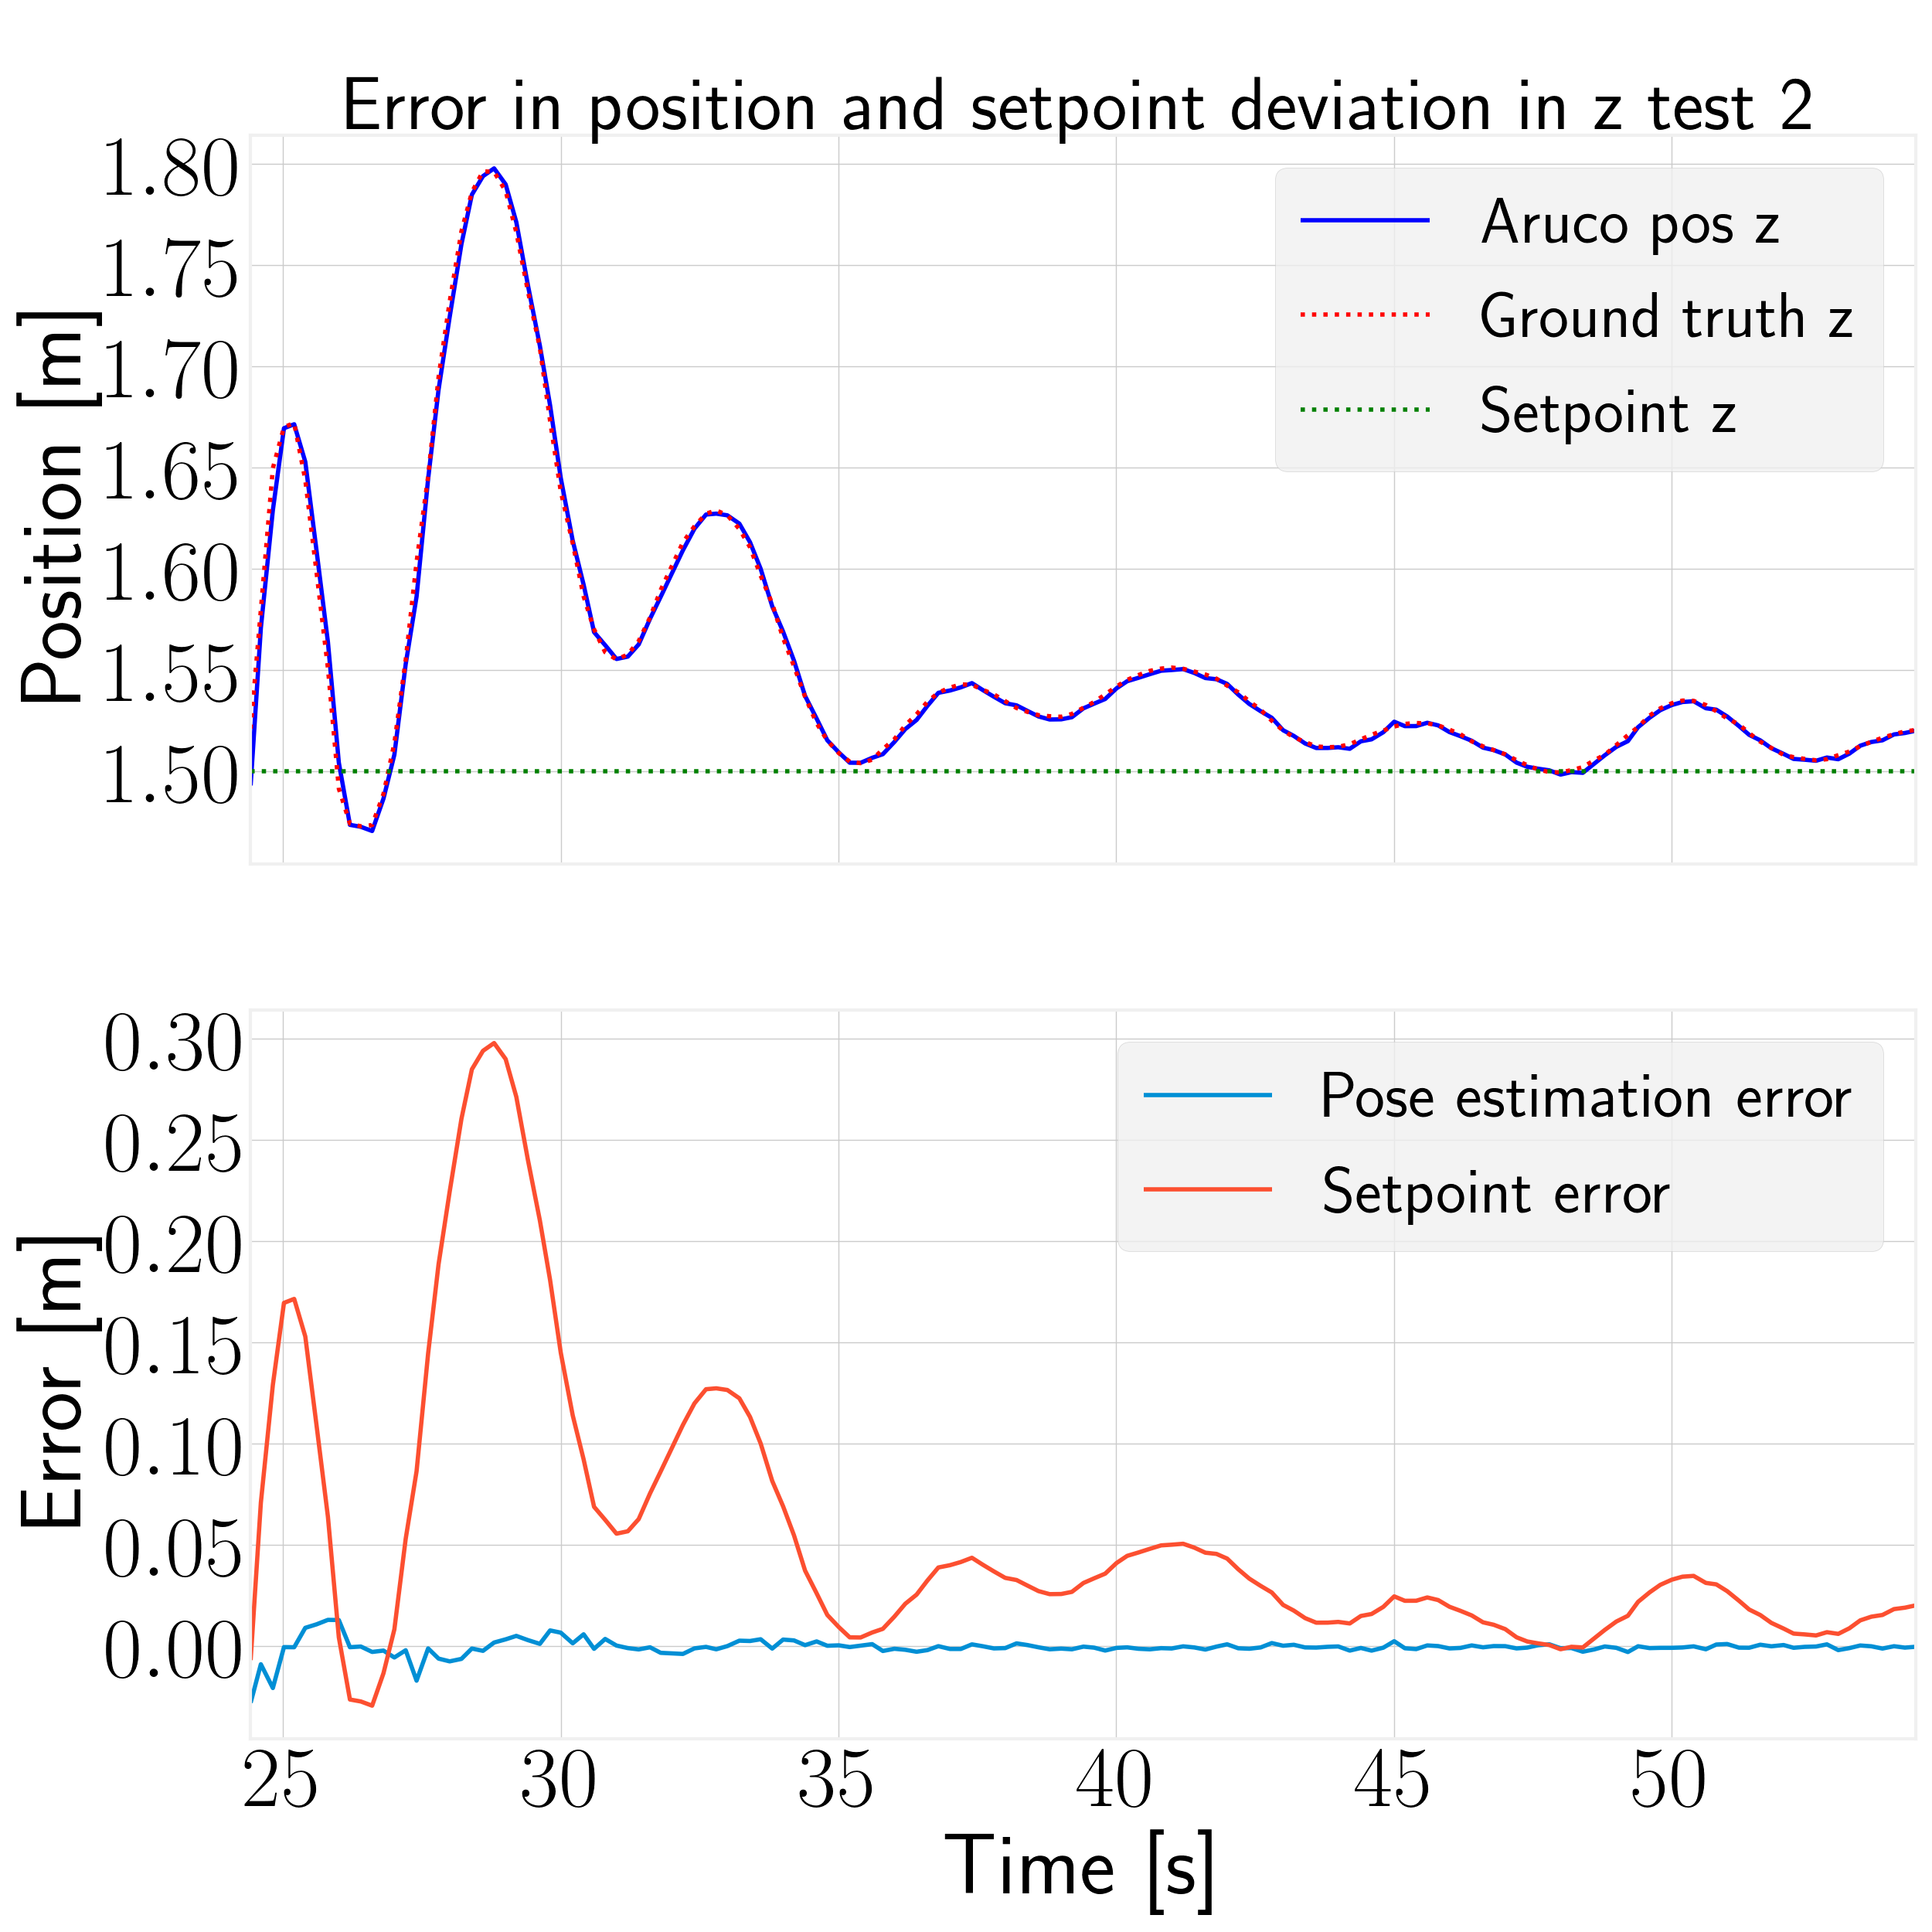 Error in position and setpoint deviation in z test 2
Position [m]
1.80
1.75
1.70
1.65
1.60
1.55
1.50
Aruco pos z
Ground truth z
Setpoint z
Error [m]
0.30
0.25
0.20
0.15
0.10
0.05
0.00
Pose estimation error
Setpoint error
25 30 35 40 45 50
Time [s]